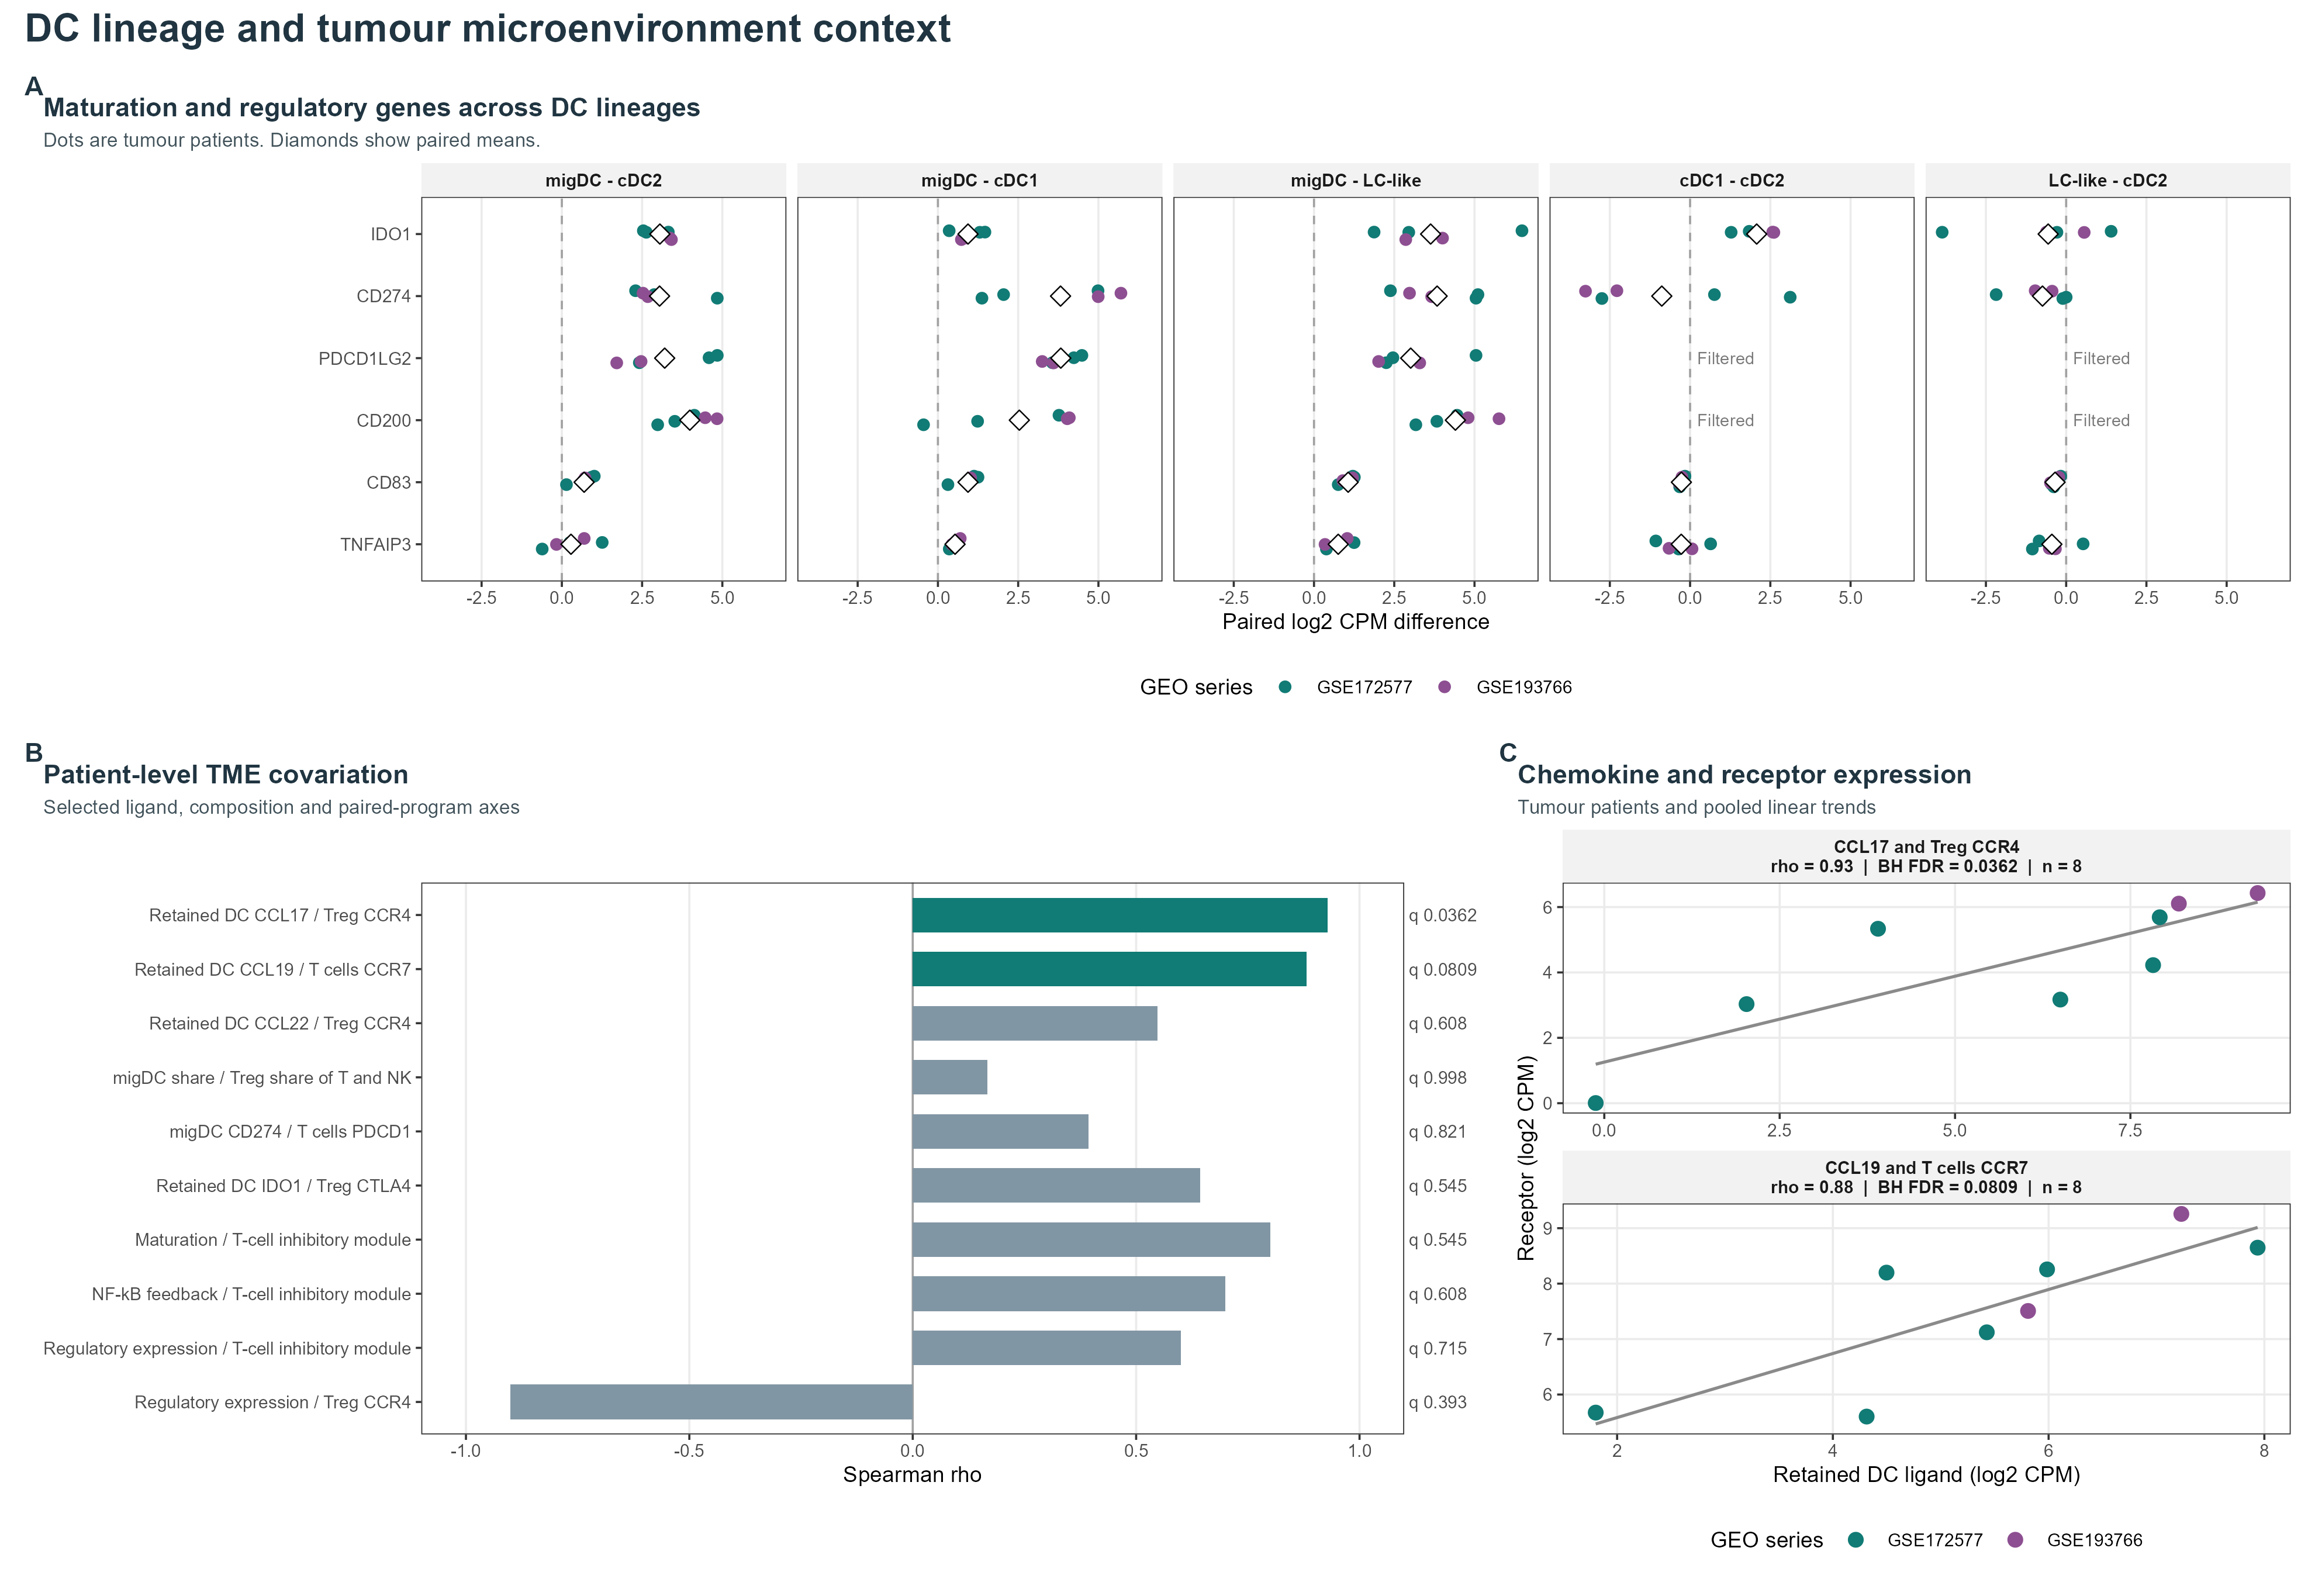 DC lineage and tumour microenvironment context
A
Maturation and regulatory genes across DC lineages
Dots are tumour patients. Diamonds show paired means.
migDC - cDC2
migDC - cDC1
migDC - LC-like
cDC1 - cDC2
LC-like - cDC2
IDO1
CD274
PDCD1LG2
Filtered
Filtered
CD200
Filtered
Filtered
CD83
TNFAIP3
-2.5 0.0 2.5 5.0
-2.5 0.0 2.5 5.0
-2.5 0.0 2.5 5.0
-2.5 0.0 2.5 5.0
-2.5 0.0 2.5 5.0
Paired log2 CPM difference
GEO series GSE172577 GSE193766
B
Patient-level TME covariation
Selected ligand, composition and paired-program axes
Retained DC CCL17 / Treg CCR4 q 0.0362
Retained DC CCL19 / T cells CCR7 q 0.0809
Retained DC CCL22 / Treg CCR4 q 0.608
migDC share / Treg share of T and NK q 0.998
migDC CD274 / T cells PDCD1 q 0.821
Retained DC IDO1 / Treg CTLA4 q 0.545
Maturation / T-cell inhibitory module q 0.545
NF-kB feedback / T-cell inhibitory module q 0.608
Regulatory expression / T-cell inhibitory module q 0.715
Regulatory expression / Treg CCR4 q 0.393
-1.0 -0.5 0.0 0.5 1.0
Spearman rho
C
Chemokine and receptor expression
Tumour patients and pooled linear trends
CCL17 and Treg CCR4
rho = 0.93 | BH FDR = 0.0362 | n = 8
6
4
2
0
0.0 2.5 5.0 7.5
Receptor (log2 CPM)
CCL19 and T cells CCR7
rho = 0.88 | BH FDR = 0.0809 | n = 8
9
8
7
6
2 4 6 8
Retained DC ligand (log2 CPM)
GEO series GSE172577 GSE193766